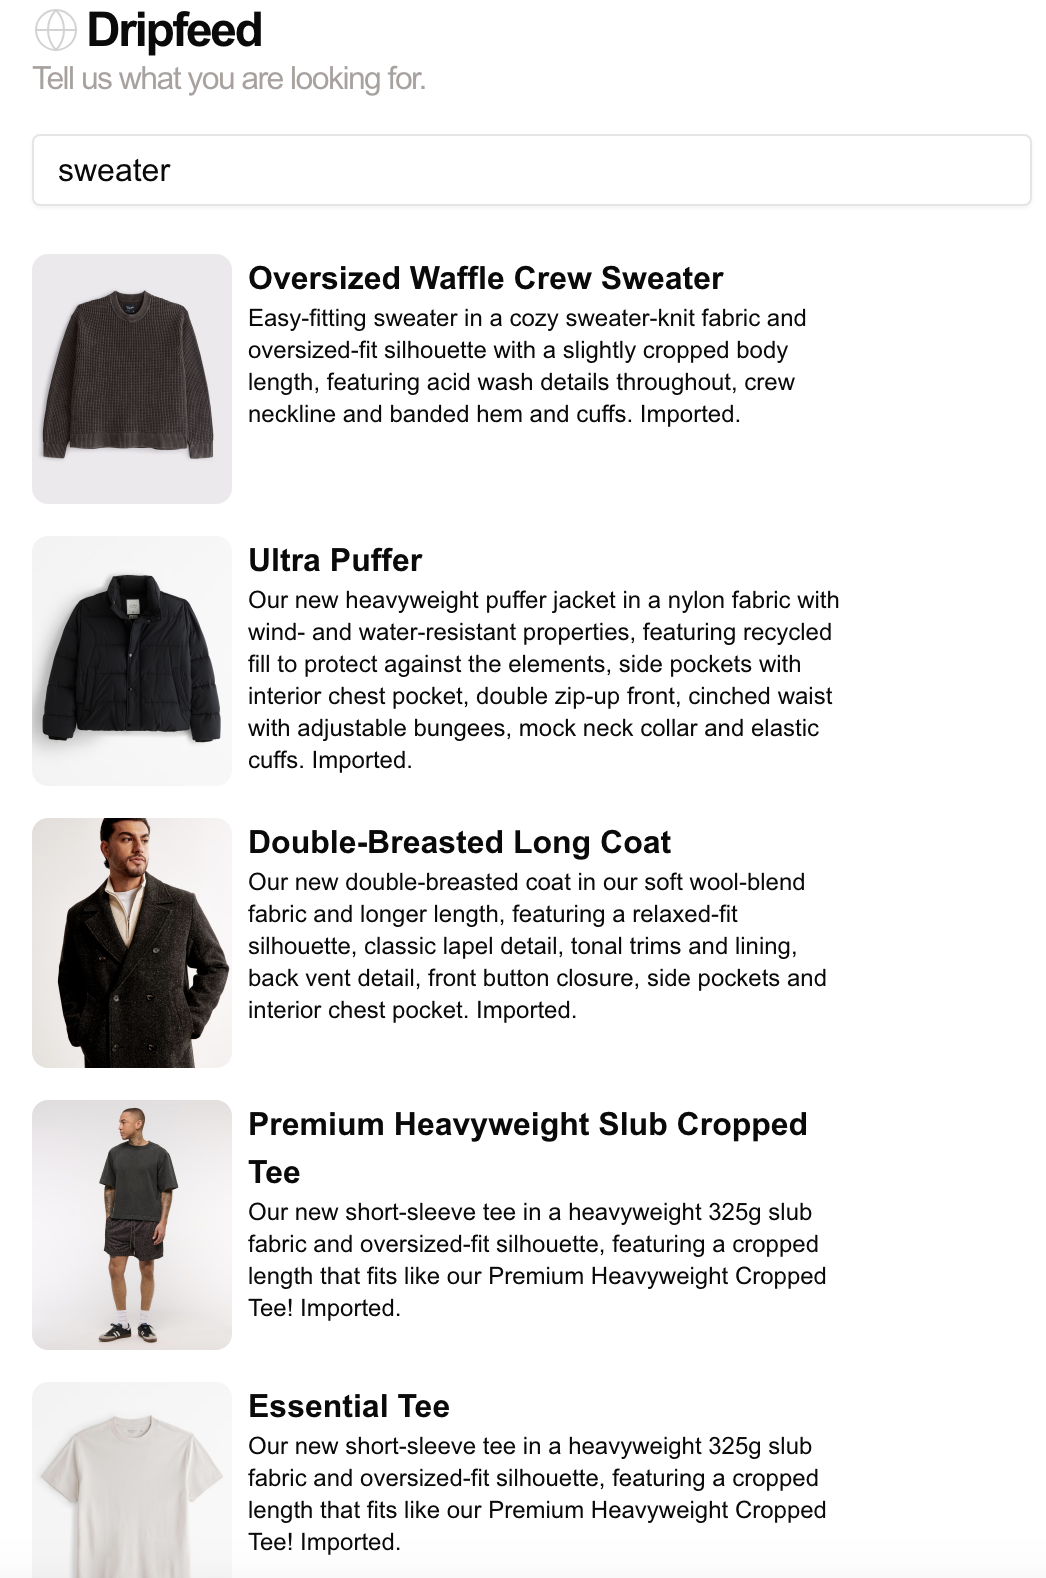 Dripfeed
Tell us what you are looking for.
sweater
Oversized Waffle Crew Sweater
Easy-fitting sweater in a cozy sweater-knit fabric and
oversized-fit silhouette with a slightly cropped body
length, featuring acid wash details throughout, crew
neckline and banded hem and cuffs. Imported.
Ultra Puffer
Our new heavyweight puffer jacket in a nylon fabric with
wind- and water-resistant properties, featuring recycled
fill to protect against the elements, side pockets with
interior chest pocket, double zip-up front, cinched waist
with adjustable bungees, mock neck collar and elastic
cuffs. Imported.
Double-Breasted Long Coat
Our new double-breasted coat in our soft wool-blend
fabric and longer length, featuring a relaxed-fit
silhouette, classic lapel detail, tonal trims and lining,
back vent detail, front button closure, side pockets and
interior chest pocket. Imported.
Premium Heavyweight Slub Cropped
Tee
Our new short-sleeve tee in a heavyweight 325g slub
fabric and oversized-fit silhouette, featuring a cropped
length that fits like our Premium Heavyweight Cropped
Tee! Imported.
Essential Tee
Our new short-sleeve tee in a heavyweight 325g slub
fabric and oversized-fit silhouette, featuring a cropped
length that fits like our Premium Heavyweight Cropped
Tee! Imported.